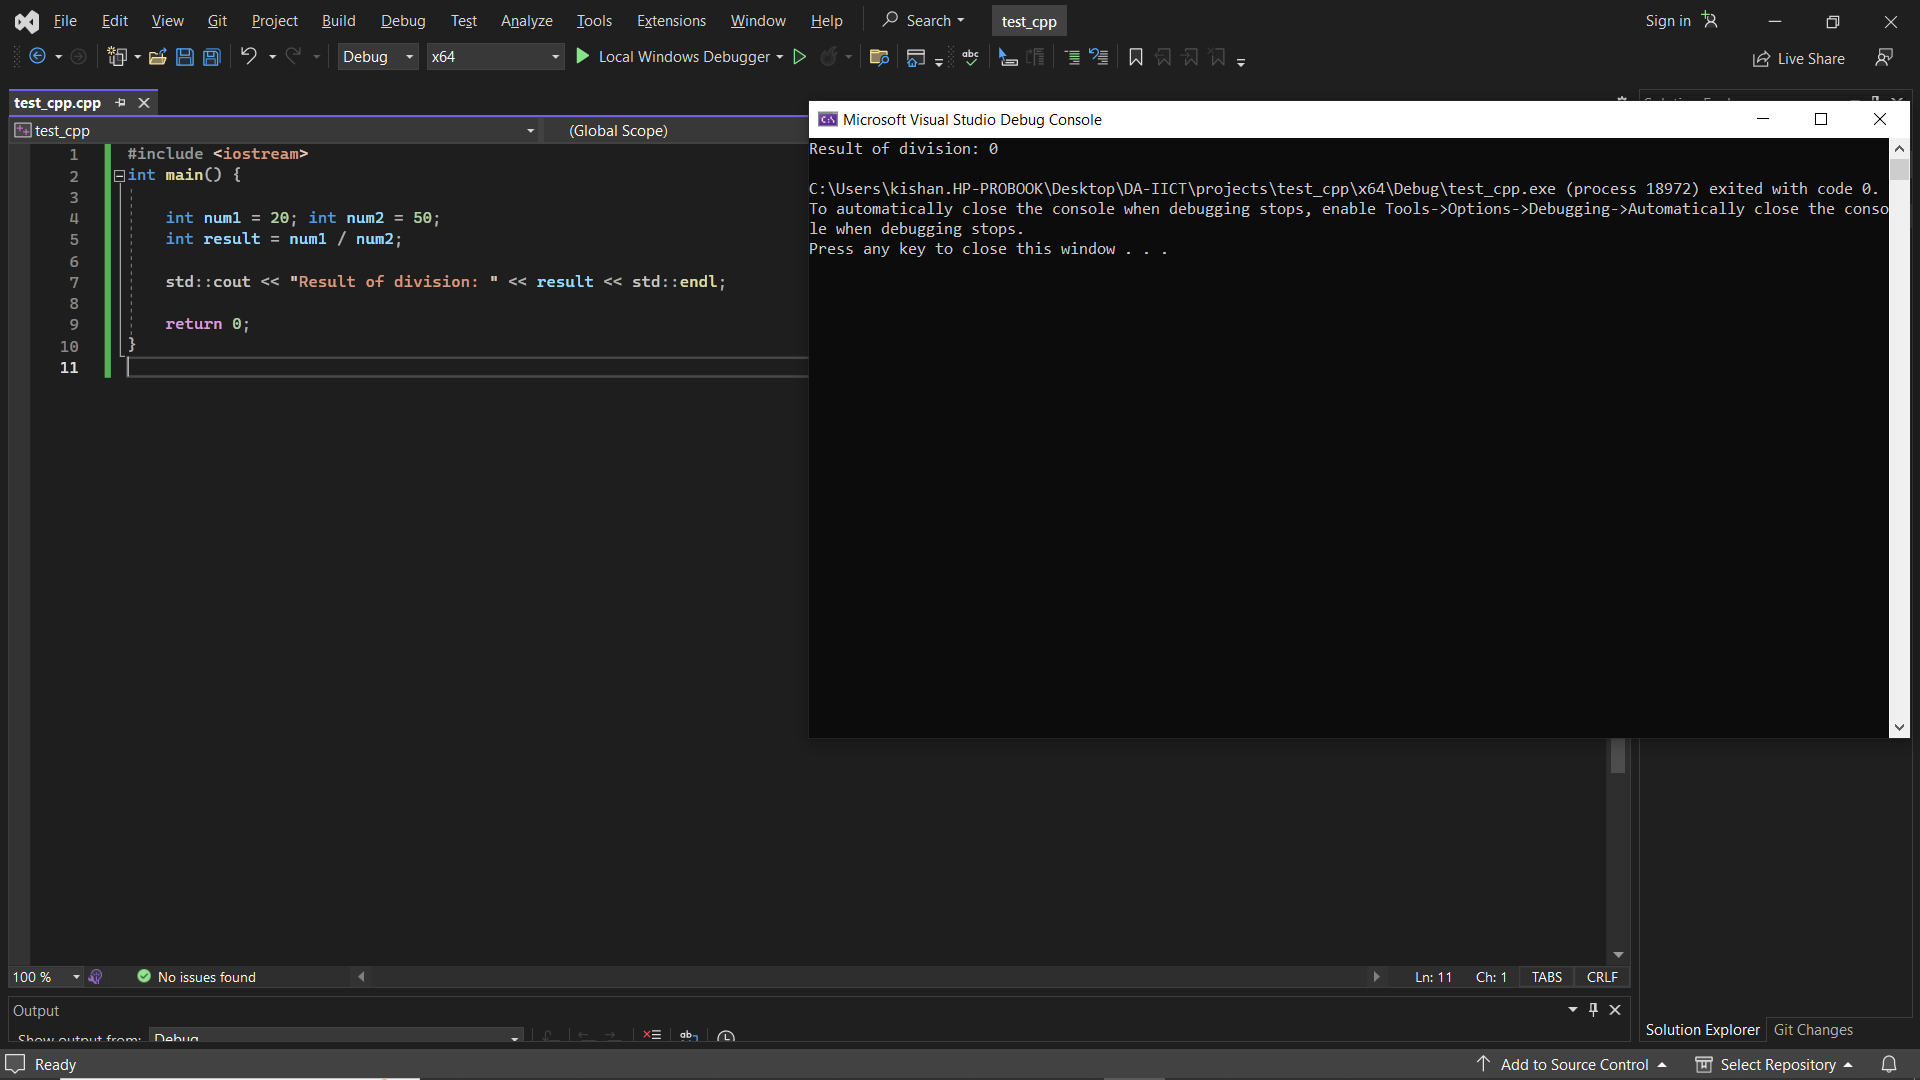 File Edit View Git Project Build Debug Test Analyze Tools Extensions Window Help Search test_cpp Sign in
Debug x64 Local Windows Debugger Live Share
test_cpp.cpp
test_cpp (Global Scope)
1 #include <iostream>
2 int main() {
3
4 int num1 = 20; int num2 = 50;
5 int result = num1 / num2;
6
7 std::cout << "Result of division: " << result << std::endl;
8
9 return 0;
10 }
11
Microsoft Visual Studio Debug Console
Result of division: 0
C:\Users\kishan.HP-PROBOOK\Desktop\DA-IICT\projects\test_cpp\x64\Debug\test_cpp.exe (process 18972) exited with code 0.
To automatically close the console when debugging stops, enable Tools->Options->Debugging->Automatically close the conso
le when debugging stops.
Press any key to close this window . . .
100 % No issues found Ln: 11 Ch: 1 TABS CRLF
Output
Show output from: Debug
Solution Explorer Git Changes
Ready Add to Source Control Select Repository